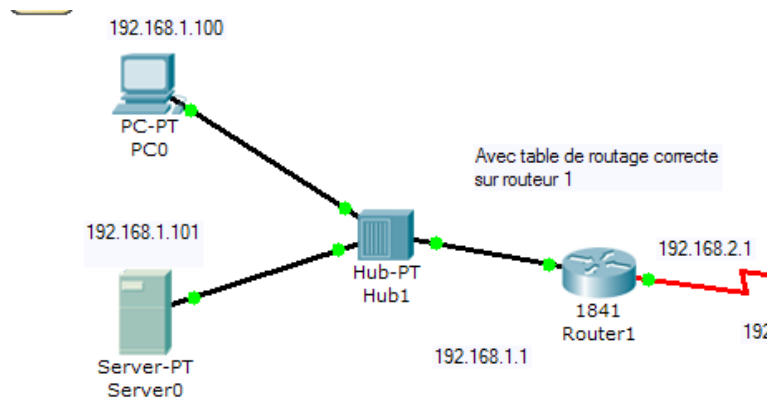 192.168.1.100
PC-PT
PC0
Avec table de routage correcte
sur routeur 1
192.168.1.101
192.168.2.1
Hub-PT
Hub1
1841
Router1
192
192.168.1.1
Server-PT
Server0